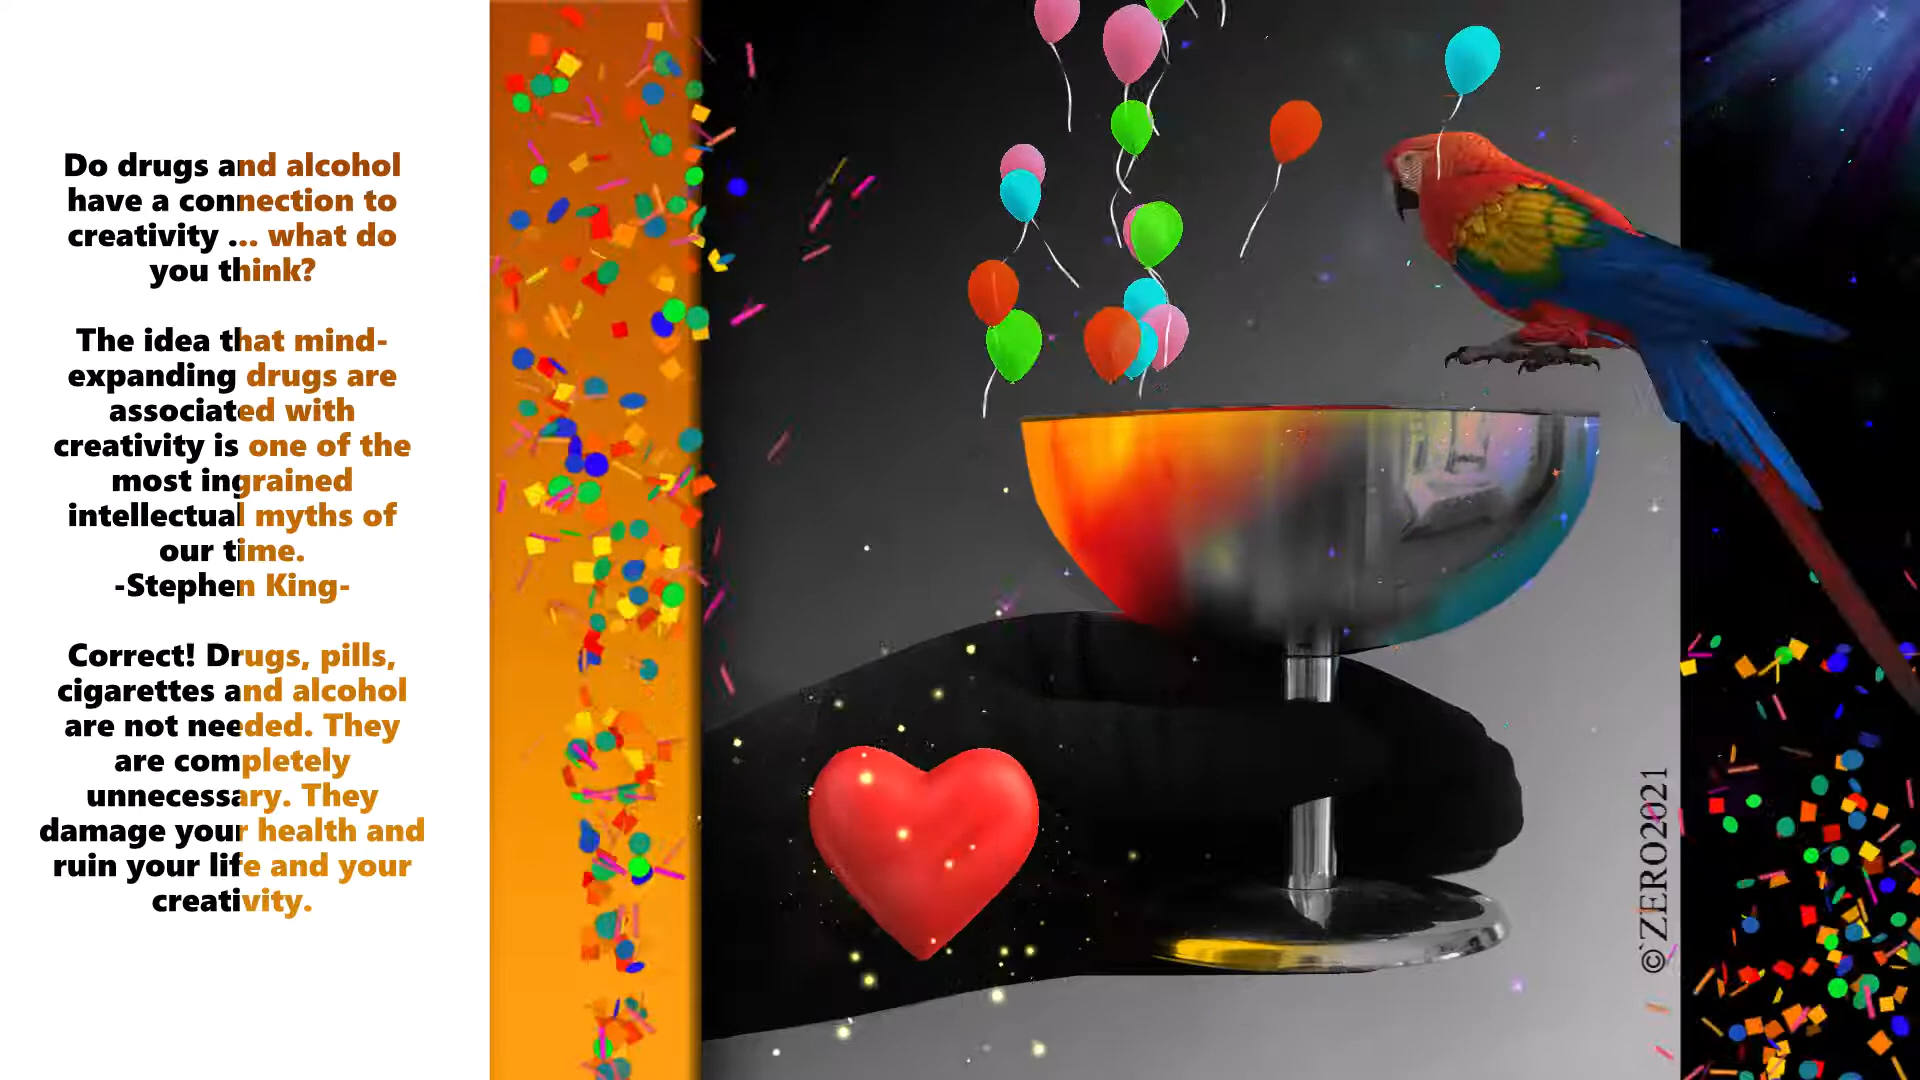 Do drugs and alcohol
have a connection to
creativity ... what do
you think?
The idea that mind-
expanding drugs are
associated with
creativity is one of the
most ingrained
intellectual myths of
our time.
-Stephen King-
Correct! Drugs, pills,
cigarettes and alcohol
are not needed. They
are completely
unnecessary. They
damage your health and
ruin your life and your
creativity.
©`ZERO2021